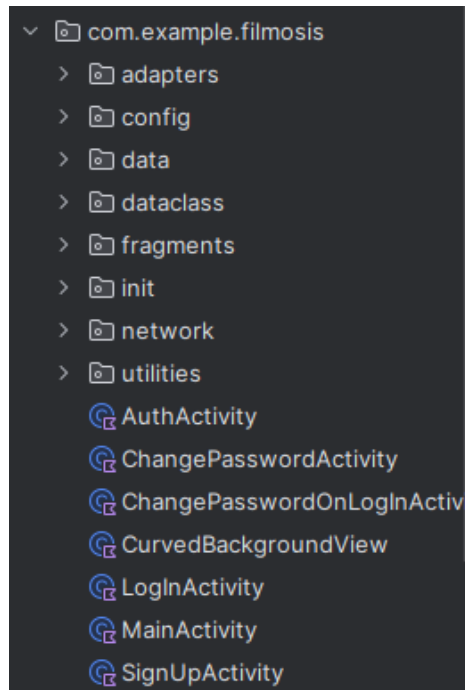 com.example.filmosis
adapters
config
data
dataclass
fragments
init
network
utilities
AuthActivity
ChangePasswordActivity
ChangePasswordOnLogInActiv
CurvedBackgroundView
LogInActivity
MainActivity
SignUpActivity